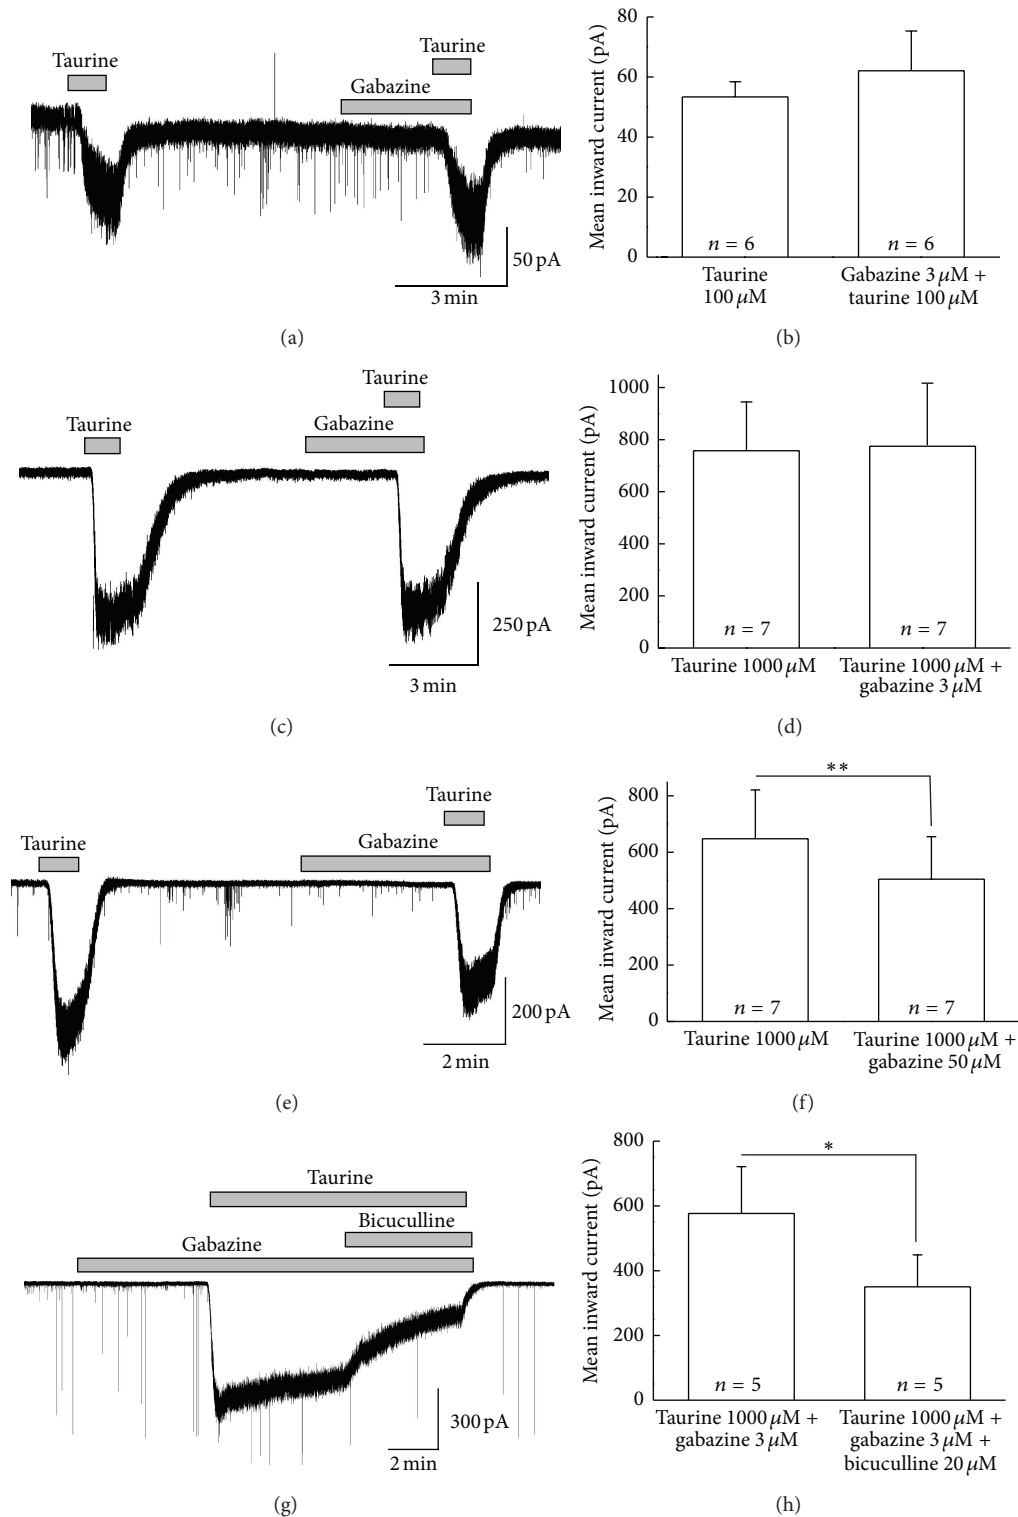 Taurine
Taurine
Gabazine
50 pA
3 min
(a)
Mean inward current (pA)
80
60
40
20
0
n = 6
n = 6
Taurine
100 μM
Gabazine 3 μM +
taurine 100 μM
(b)
Taurine
Taurine
Gabazine
250 pA
3 min
(c)
Mean inward current (pA)
1000
800
600
400
200
0
n = 7
n = 7
Taurine 1000 μM
Taurine 1000 μM +
gabazine 3 μM
(d)
Taurine
Taurine
Gabazine
200 pA
2 min
(e)
Mean inward current (pA)
800
600
400
200
0
**
n = 7
n = 7
Taurine 1000 μM
Taurine 1000 μM +
gabazine 50 μM
(f)
Taurine
Bicuculline
Gabazine
300 pA
2 min
(g)
Mean inward current (pA)
800
600
400
200
0
*
n = 5
n = 5
Taurine 1000 μM +
gabazine 3 μM
Taurine 1000 μM +
gabazine 3 μM +
bicuculline 20 μM
(h)